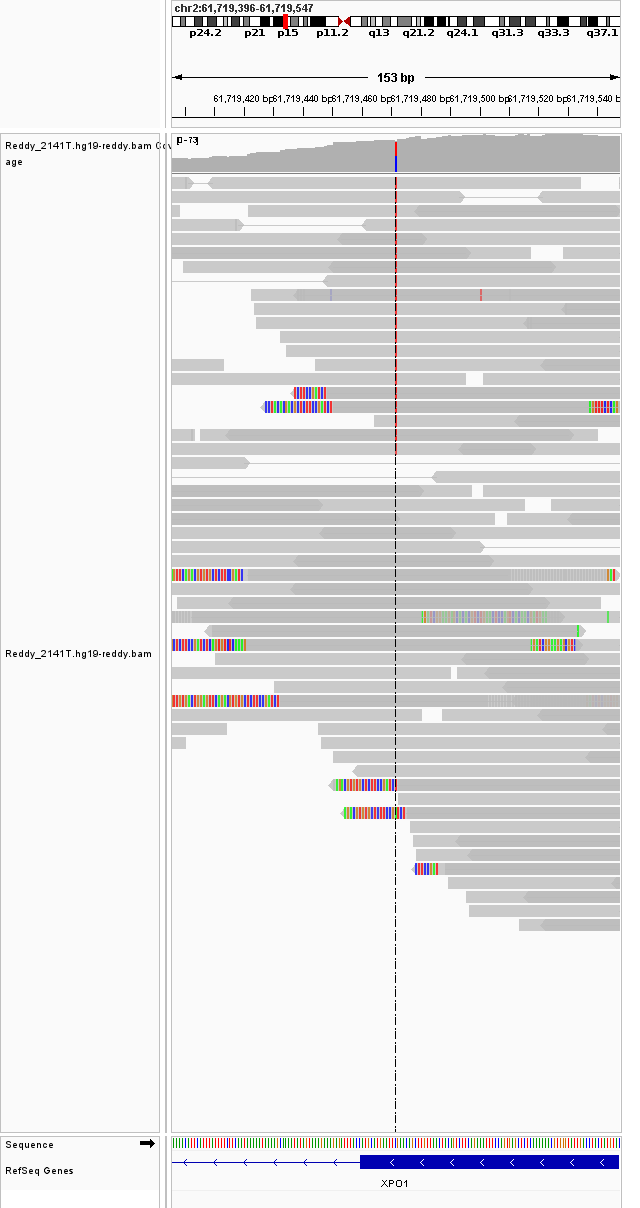 chr2:61,719,396-61,719,547
p24.2 p21 p15 p11.2 q13 q21.2 q24.1 q31.3 q33.3 q37.1
153 bp
61,719,420 bp 61,719,440 bp 61,719,460 bp 61,719,480 bp 61,719,500 bp 61,719,520 bp 61,719,540 b
Reddy_2141T.hg19-reddy.bam Cov
age
[0 - 73]
Reddy_2141T.hg19-reddy.bam
Sequence
RefSeq Genes
XPO1